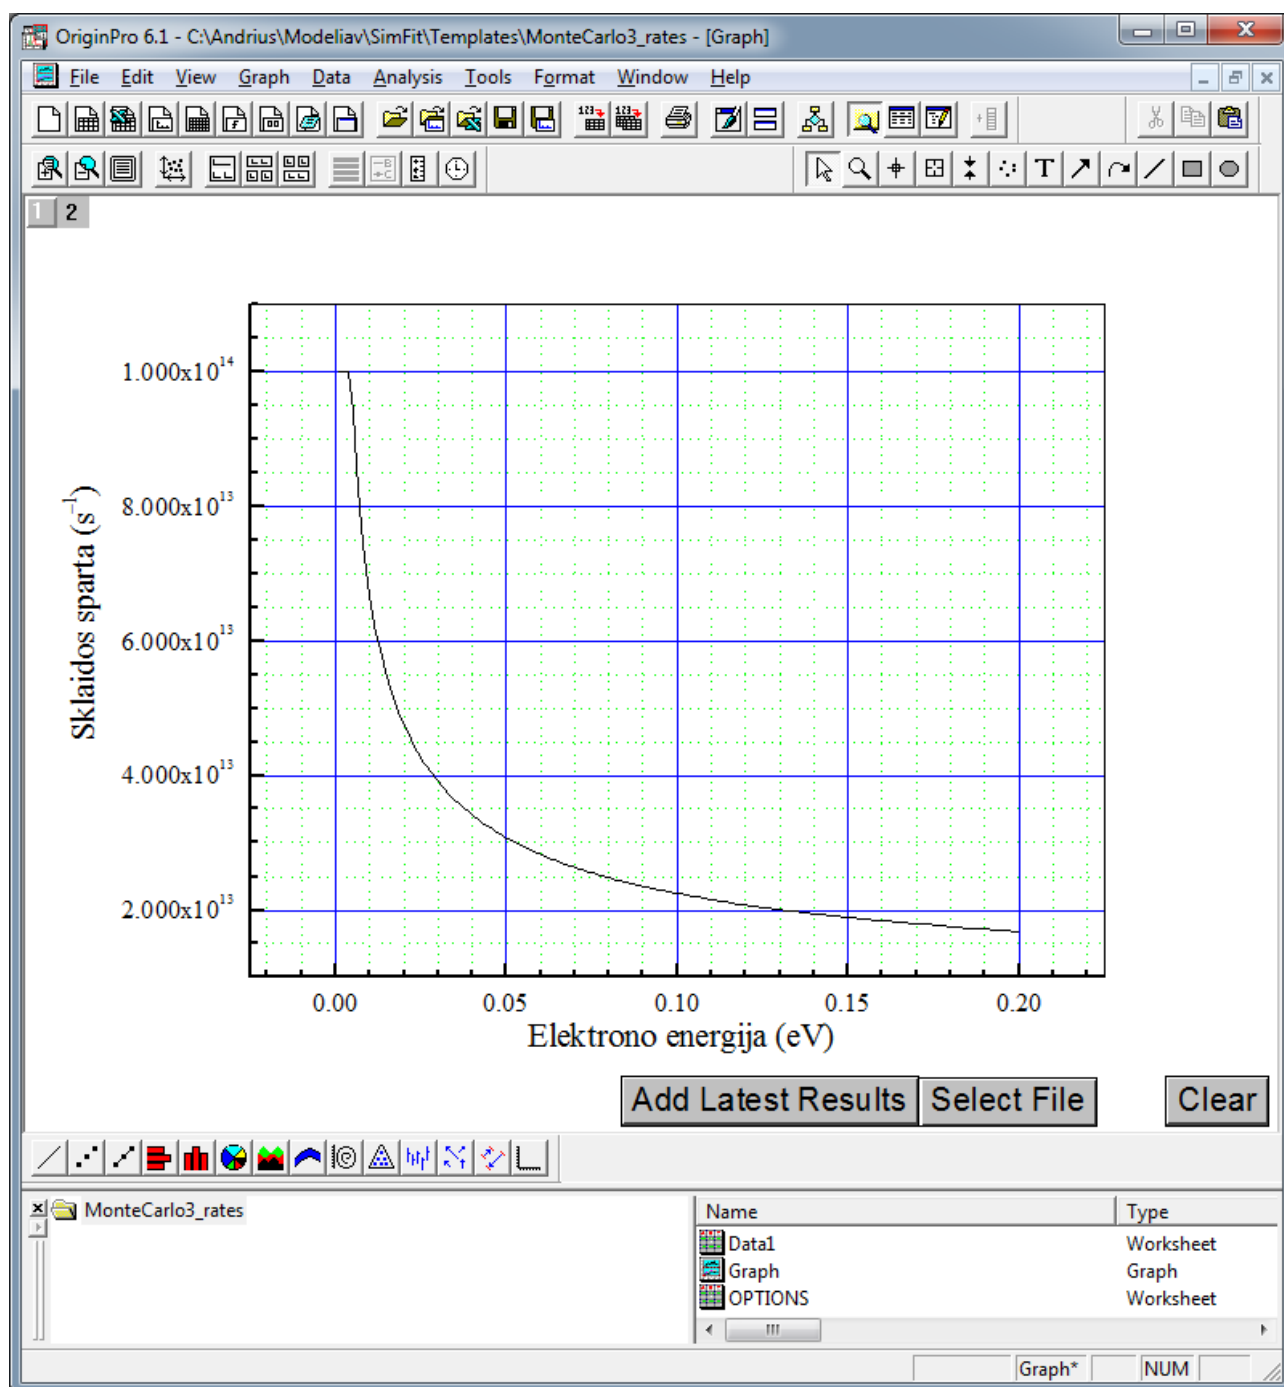 OriginPro 6.1 - C:\Andrius\Modeliav\SimFit\Templates\MonteCarlo3_rates - [Graph]
File Edit View Graph Data Analysis Tools Format Window Help
1 2
1.000x10^14
8.000x10^13
6.000x10^13
4.000x10^13
2.000x10^13
Sklaidos sparta (s^-1)
0.00 0.05 0.10 0.15 0.20
Elektrono energija (eV)
Add Latest Results Select File Clear
MonteCarlo3_rates
Name Type
Data1 Worksheet
Graph Graph
OPTIONS Worksheet
Graph* NUM